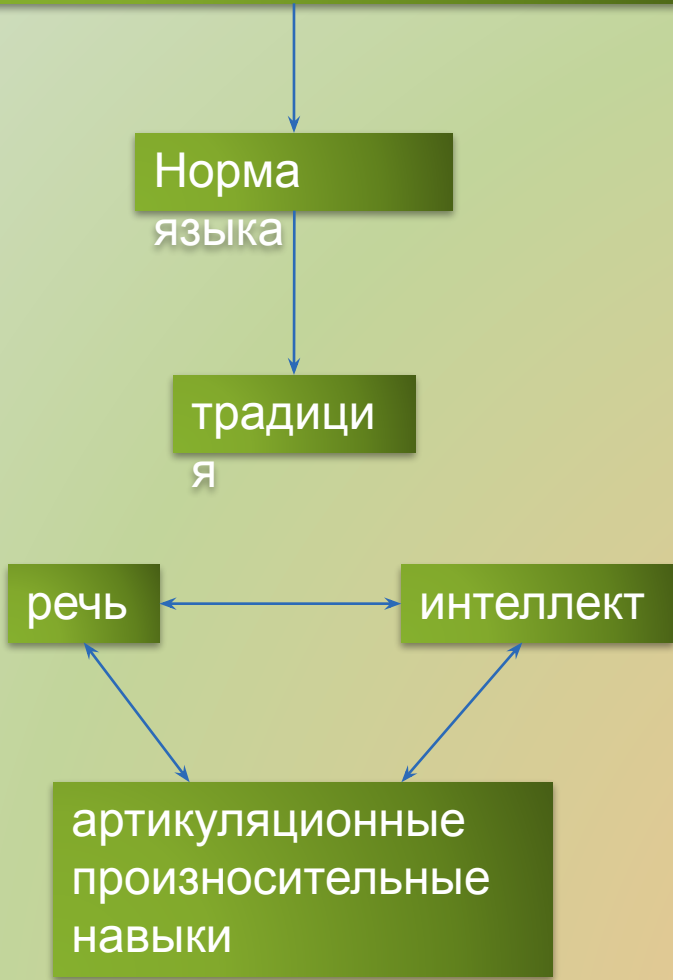 Норма
языка
традици
я
речь
интеллект
артикуляционные
произносительные
навыки